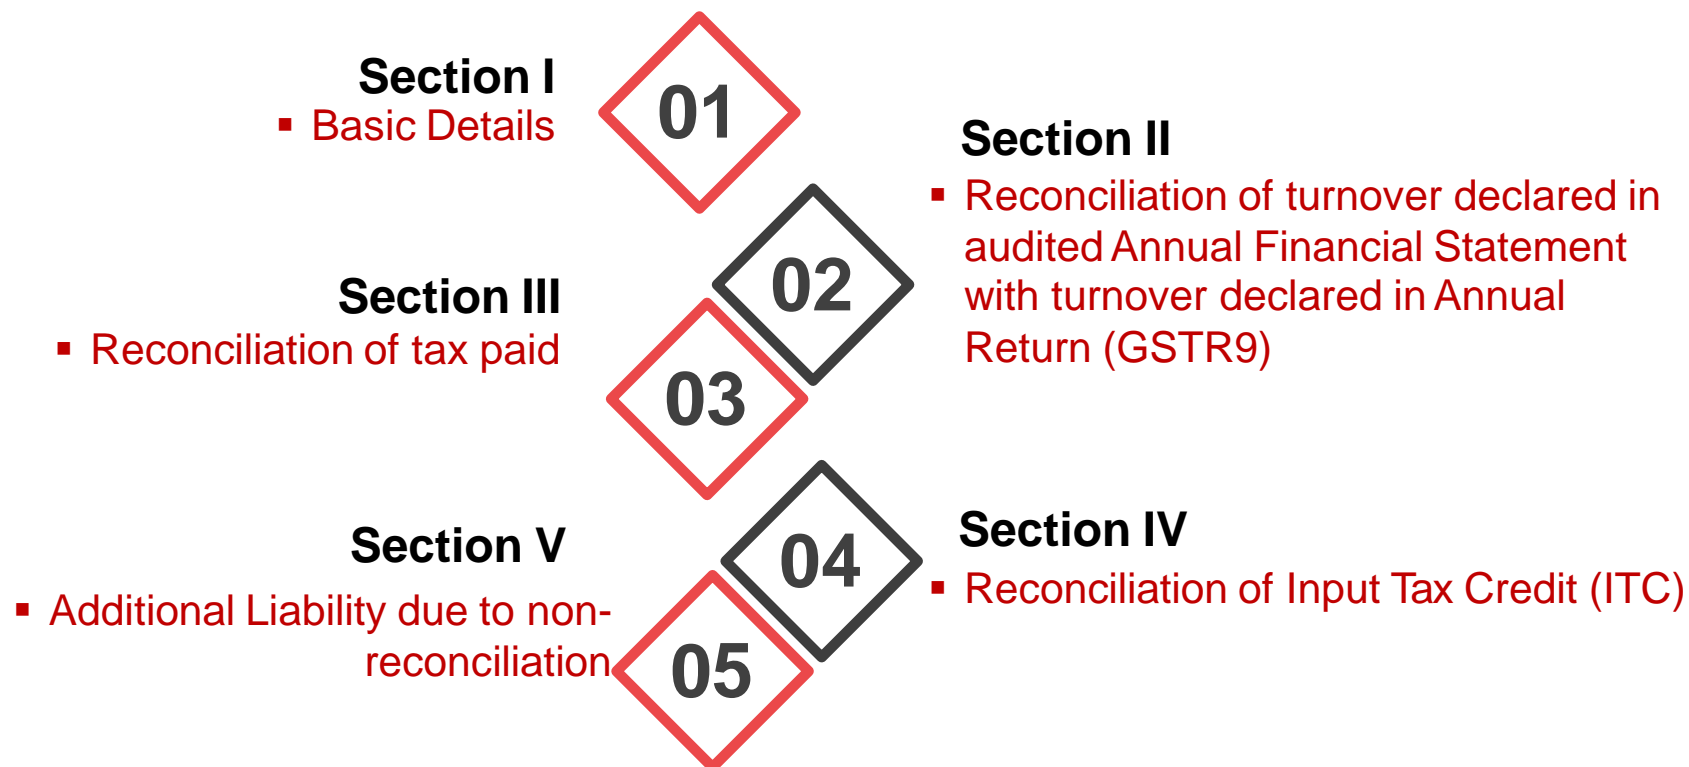 Section I
▪ Basic Details
01
Section II
▪ Reconciliation of turnover declared in
audited Annual Financial Statement
with turnover declared in Annual
Return (GSTR9)
02
Section III
▪ Reconciliation of tax paid
03
Section IV
▪ Reconciliation of Input Tax Credit (ITC)
04
Section V
▪ Additional Liability due to non-
reconciliation
05